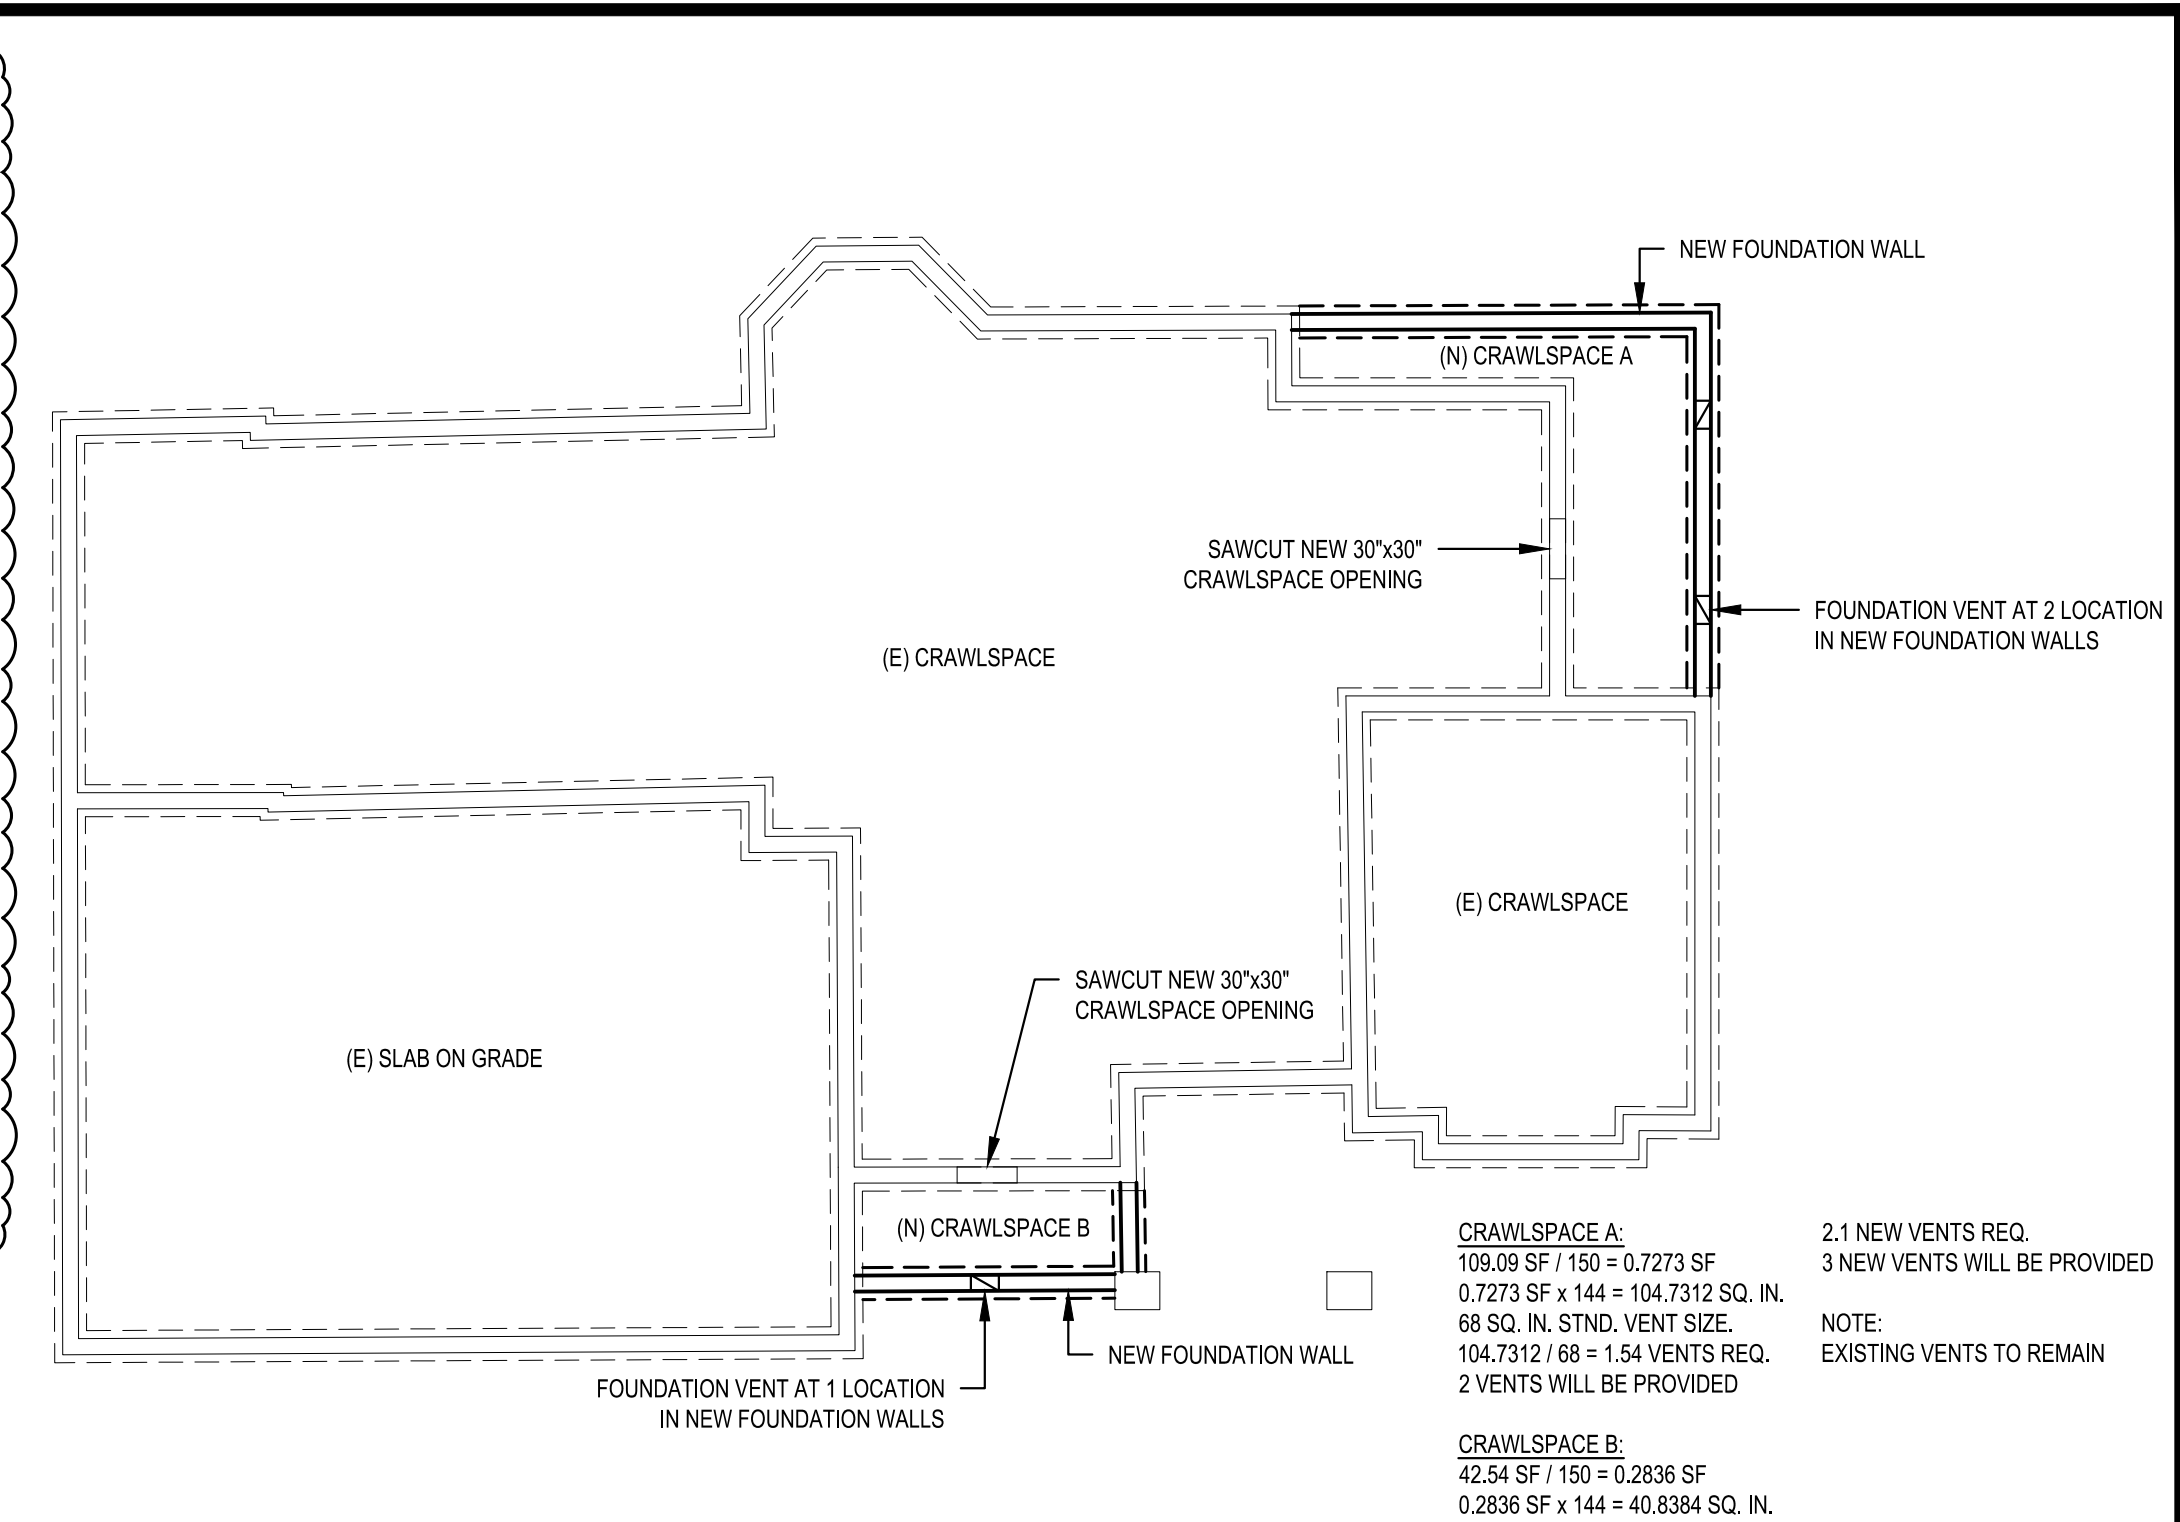 NEW FOUNDATION WALL
(N) CRAWLSPACE A
SAWCUT NEW 30"x30"
CRAWLSPACE OPENING
FOUNDATION VENT AT 2 LOCATION
IN NEW FOUNDATION WALLS
(E) CRAWLSPACE
(E) CRAWLSPACE
SAWCUT NEW 30"x30"
CRAWLSPACE OPENING
(E) SLAB ON GRADE
(N) CRAWLSPACE B
NEW FOUNDATION WALL
FOUNDATION VENT AT 1 LOCATION
IN NEW FOUNDATION WALLS
CRAWLSPACE A:
109.09 SF / 150 = 0.7273 SF
0.7273 SF x 144 = 104.7312 SQ. IN.
68 SQ. IN. STND. VENT SIZE.
104.7312 / 68 = 1.54 VENTS REQ.
2 VENTS WILL BE PROVIDED
CRAWLSPACE B:
42.54 SF / 150 = 0.2836 SF
0.2836 SF x 144 = 40.8384 SQ. IN.
2.1 NEW VENTS REQ.
3 NEW VENTS WILL BE PROVIDED
NOTE:
EXISTING VENTS TO REMAIN